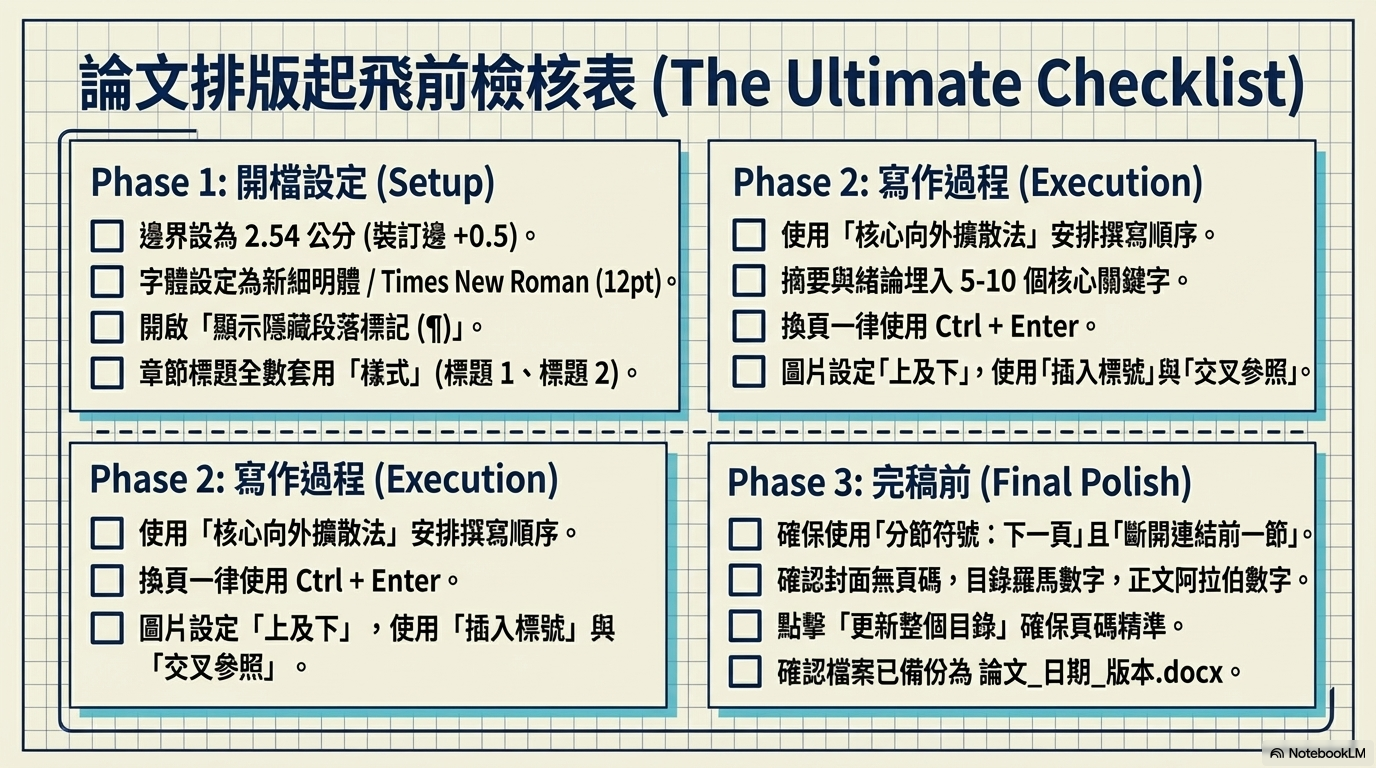 論文排版起飛前檢核表 (The Ultimate Checklist)
Phase 1: 開檔設定 (Setup)
邊界設為 2.54 公分 (裝訂邊 +0.5)。
字體設定為新細明體 / Times New Roman (12pt)。
開啟「顯示隱藏段落標記 (¶)」。
章節標題全數套用「樣式」(標題 1、標題 2)。
Phase 2: 寫作過程 (Execution)
使用「核心向外擴散法」安排撰寫順序。
摘要與緒論埋入 5-10 個核心關鍵字。
換頁一律使用 Ctrl + Enter。
圖片設定「上及下」，使用「插入標號」與「交叉參照」。
Phase 2: 寫作過程 (Execution)
使用「核心向外擴散法」安排撰寫順序。
換頁一律使用 Ctrl + Enter。
圖片設定「上及下」，使用「插入標號」與
「交叉參照」。
Phase 3: 完稿前 (Final Polish)
確保使用「分節符號：下一頁」且「斷開連結前一節」。
確認封面無頁碼，目錄羅馬數字，正文阿拉伯數字。
點擊「更新整個目錄」確保頁碼精準。
確認檔案已備份為 論文_日期_版本.docx。
NotebookLM